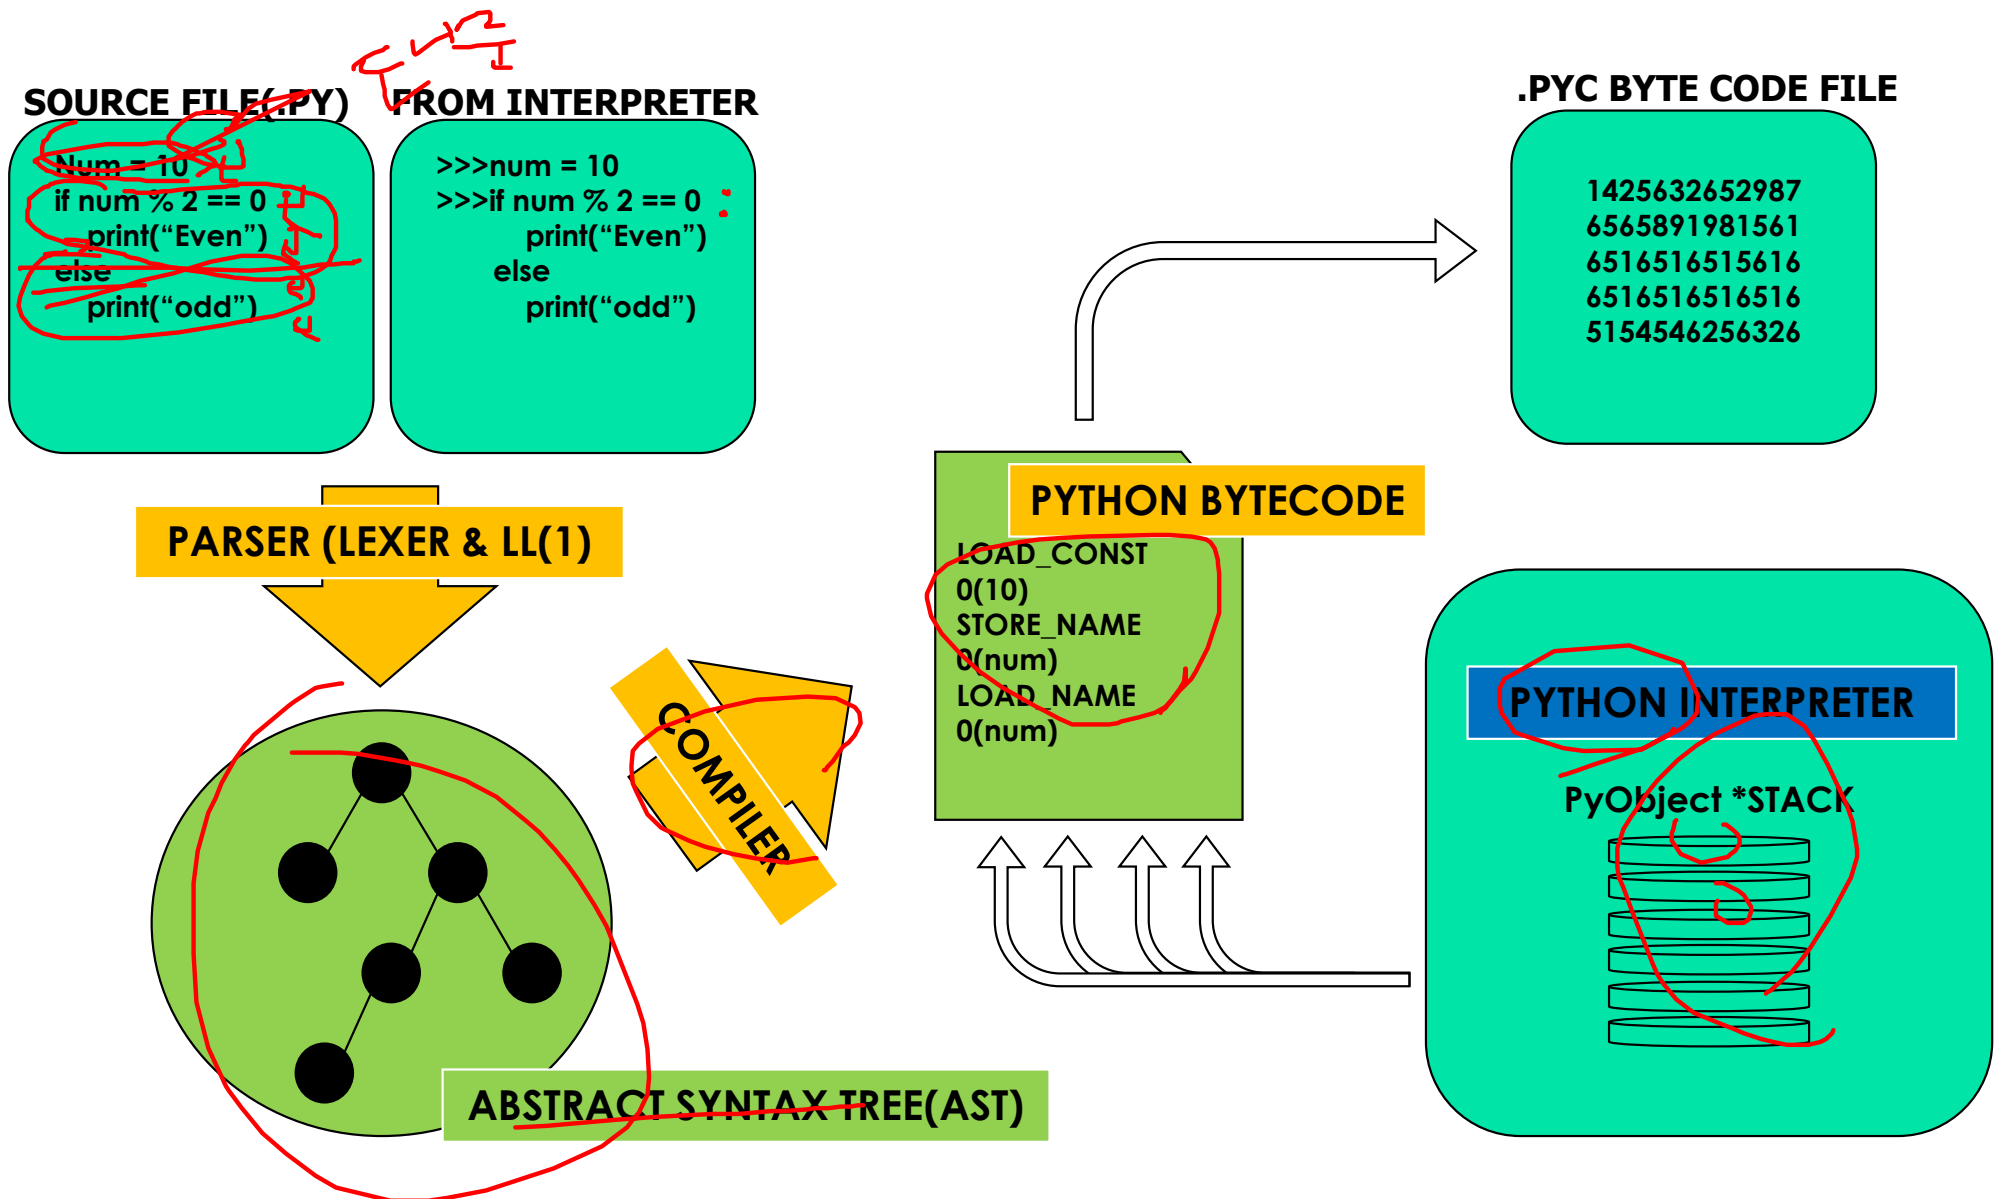 SOURCE FILE(.PY)
Num = 10
if num % 2 == 0
print("Even")
else
print("odd")
FROM INTERPRETER
>>>num = 10
>>>if num % 2 == 0 :
print("Even")
else
print("odd")
.PYC BYTE CODE FILE
1425632652987
6565891981561
6516516515616
6516516516516
5154546256326
PARSER (LEXER & LL(1)
COMPILER
ABSTRACT SYNTAX TREE(AST)
PYTHON BYTECODE
LOAD_CONST
0(10)
STORE_NAME
0(num)
LOAD_NAME
0(num)
PYTHON INTERPRETER
PyObject *STACK